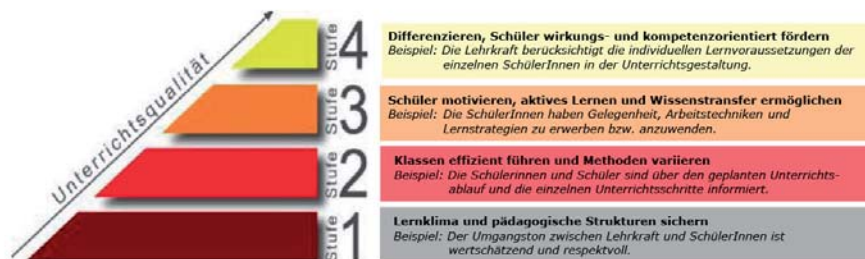 Unterrichtsqualität
Stufe 4
Differenzieren, Schüler wirkungs- und kompetenzorientiert fördern
Beispiel: Die Lehrkraft berücksichtigt die individuellen Lernvoraussetzungen der
einzelnen SchülerInnen in der Unterrichtsgestaltung.
Stufe 3
Schüler motivieren, aktives Lernen und Wissenstransfer ermöglichen
Beispiel: Die SchülerInnen haben Gelegenheit, Arbeitstechniken und
Lernstrategien zu erwerben bzw. anzuwenden.
Stufe 2
Klassen effizient führen und Methoden variieren
Beispiel: Die Schülerinnen und Schüler sind über den geplanten Unterrichts-
ablauf und die einzelnen Unterrichtsschritte informiert.
Stufe 1
Lernklima und pädagogische Strukturen sichern
Beispiel: Der Umgangston zwischen Lehrkraft und SchülerInnen ist
wertschätzend und respektvoll.